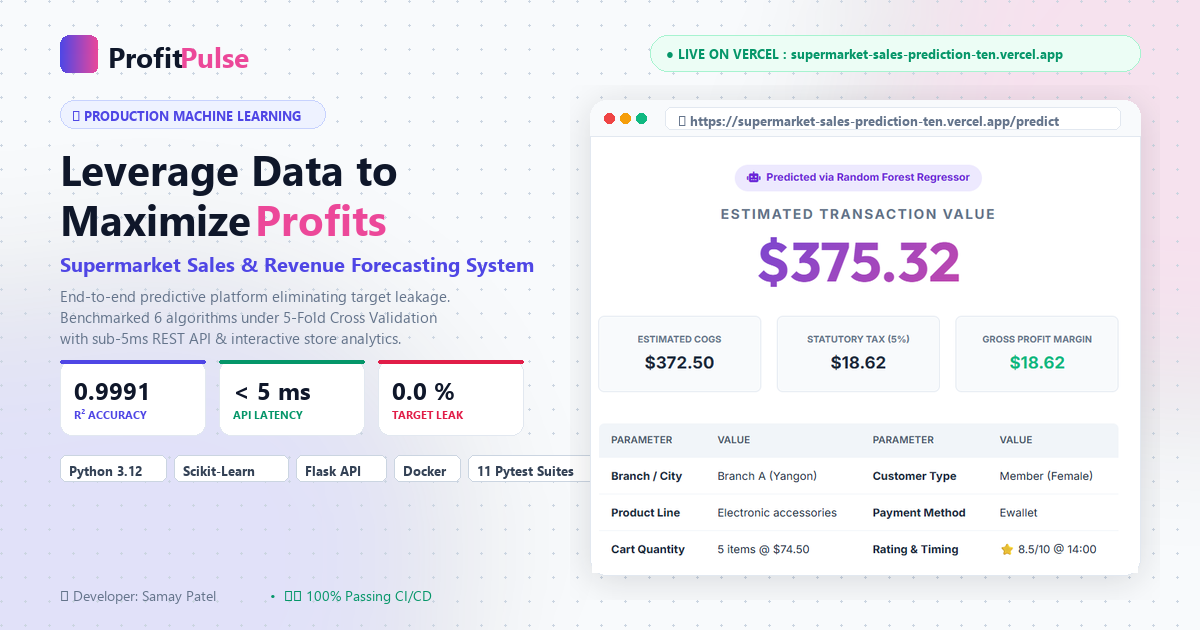 ProfitPulse
● LIVE ON VERCEL : supermarket-sales-prediction-ten.vercel.app
PRODUCTION MACHINE LEARNING
Leverage Data to
Maximize Profits
Supermarket Sales & Revenue Forecasting System
End-to-end predictive platform eliminating target leakage.
Benchmarked 6 algorithms under 5-Fold Cross Validation
with sub-5ms REST API & interactive store analytics.
0.9991
R² ACCURACY
< 5 ms
API LATENCY
0.0 %
TARGET LEAK
Python 3.12
Scikit-Learn
Flask API
Docker
11 Pytest Suites
Developer: Samay Patel
• 100% Passing CI/CD
https://supermarket-sales-prediction-ten.vercel.app/predict
Predicted via Random Forest Regressor
ESTIMATED TRANSACTION VALUE
$375.32
ESTIMATED COGS
$372.50
STATUTORY TAX (5%)
$18.62
GROSS PROFIT MARGIN
$18.62
PARAMETER VALUE PARAMETER VALUE
Branch / City Branch A (Yangon) Customer Type Member (Female)
Product Line Electronic accessories Payment Method Ewallet
Cart Quantity 5 items @ $74.50 Rating & Timing ⭐ 8.5/10 @ 14:00